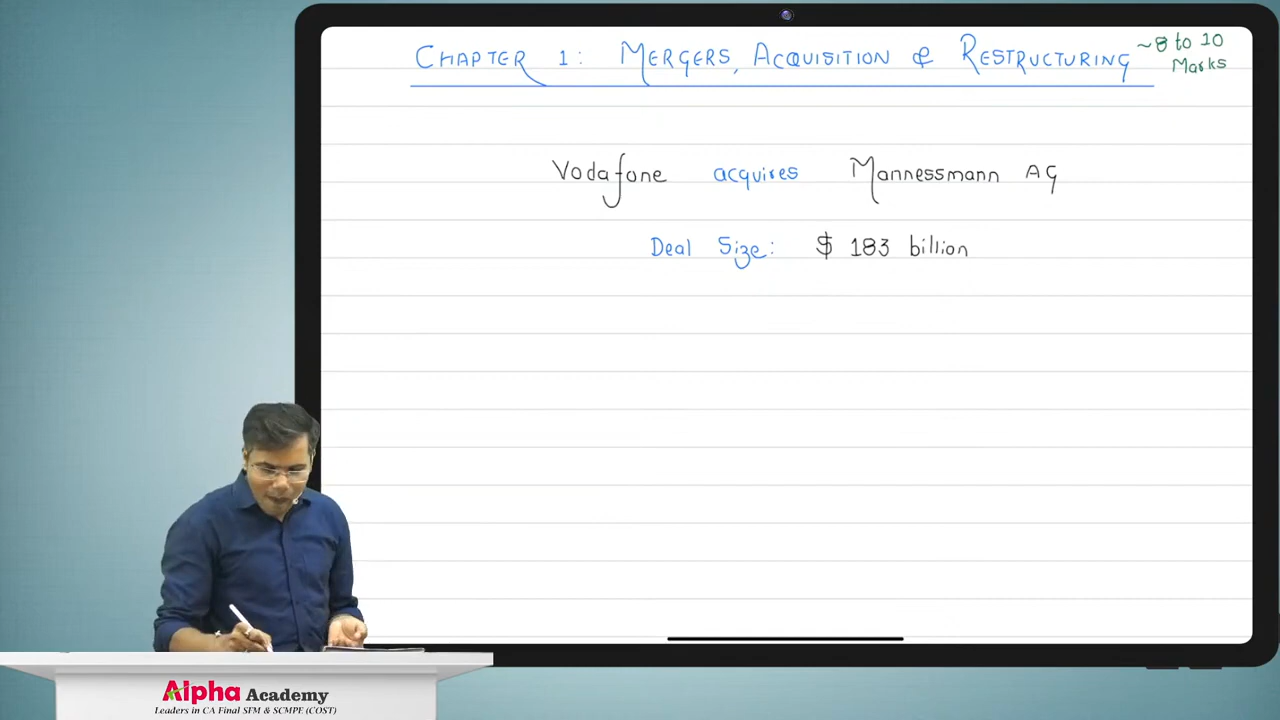 CHAPTER 1: MERGERS, ACQUISITION & RESTRUCTURING
~8 to 10
Marks
Vodafone acquires Mannessmann AG
Deal Size: $ 183 billion
Alpha Academy
Leaders in CA Final SFM & SCMPE (COST)